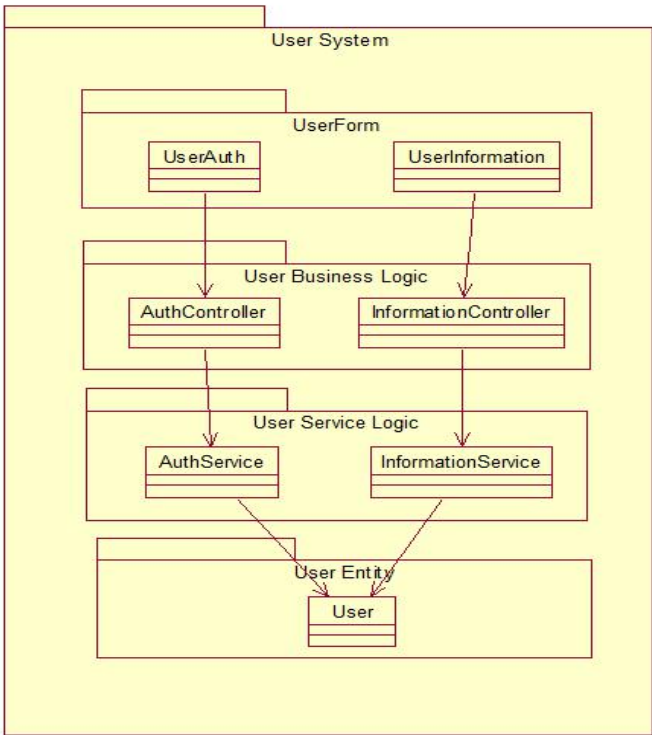 User System
UserForm
UserAuth
UserInformation
User Business Logic
AuthController
InformationController
User Service Logic
AuthService
InformationService
User Entity
User